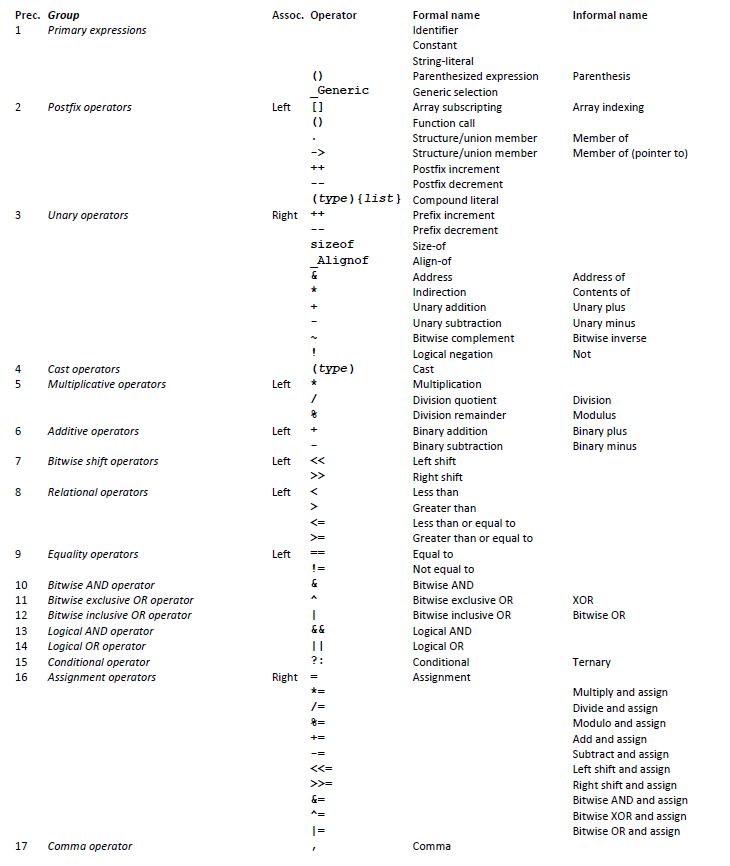 Prec. Group Assoc. Operator Formal name Informal name
1 Primary expressions Identifier
Constant
String-literal
() Parenthesized expression Parenthesis
_Generic Generic selection
2 Postfix operators Left [] Array subscripting Array indexing
() Function call
. Structure/union member Member of
-> Structure/union member Member of (pointer to)
++ Postfix increment
-- Postfix decrement
(type){list} Compound literal
3 Unary operators Right ++ Prefix increment
-- Prefix decrement
sizeof Size-of
_Alignof Align-of
& Address Address of
* Indirection Contents of
+ Unary addition Unary plus
- Unary subtraction Unary minus
~ Bitwise complement Bitwise inverse
! Logical negation Not
4 Cast operators (type) Cast
5 Multiplicative operators Left * Multiplication
/ Division quotient Division
% Division remainder Modulus
6 Additive operators Left + Binary addition Binary plus
- Binary subtraction Binary minus
7 Bitwise shift operators Left << Left shift
>> Right shift
8 Relational operators Left < Less than
> Greater than
<= Less than or equal to
>= Greater than or equal to
9 Equality operators Left == Equal to
!= Not equal to
10 Bitwise AND operator & Bitwise AND
11 Bitwise exclusive OR operator ^ Bitwise exclusive OR XOR
12 Bitwise inclusive OR operator | Bitwise inclusive OR Bitwise OR
13 Logical AND operator && Logical AND
14 Logical OR operator || Logical OR
15 Conditional operator ?: Conditional Ternary
16 Assignment operators Right = Assignment
*= Multiply and assign
/= Divide and assign
%= Modulo and assign
+= Add and assign
-= Subtract and assign
<<= Left shift and assign
>>= Right shift and assign
&= Bitwise AND and assign
^= Bitwise XOR and assign
|= Bitwise OR and assign
17 Comma operator , Comma